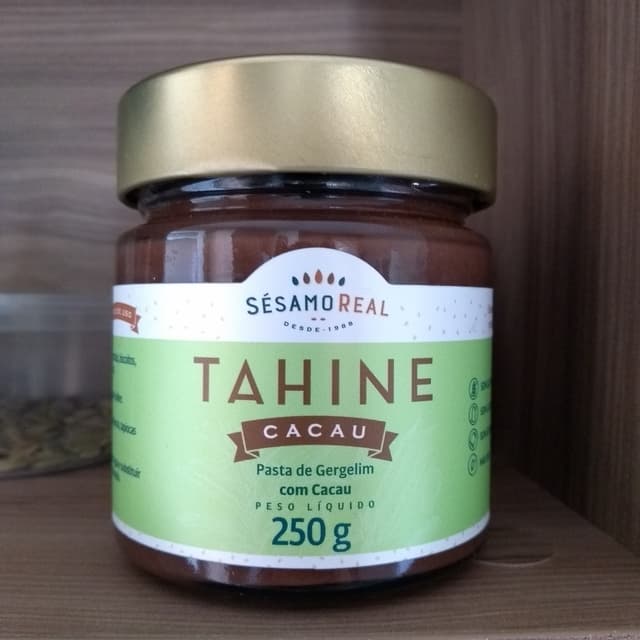 SÉSAMO REAL
DESDE-1988
TAHINE
CACAU
Pasta de Gergelim
com Cacau
PESO LÍQUIDO
250 g